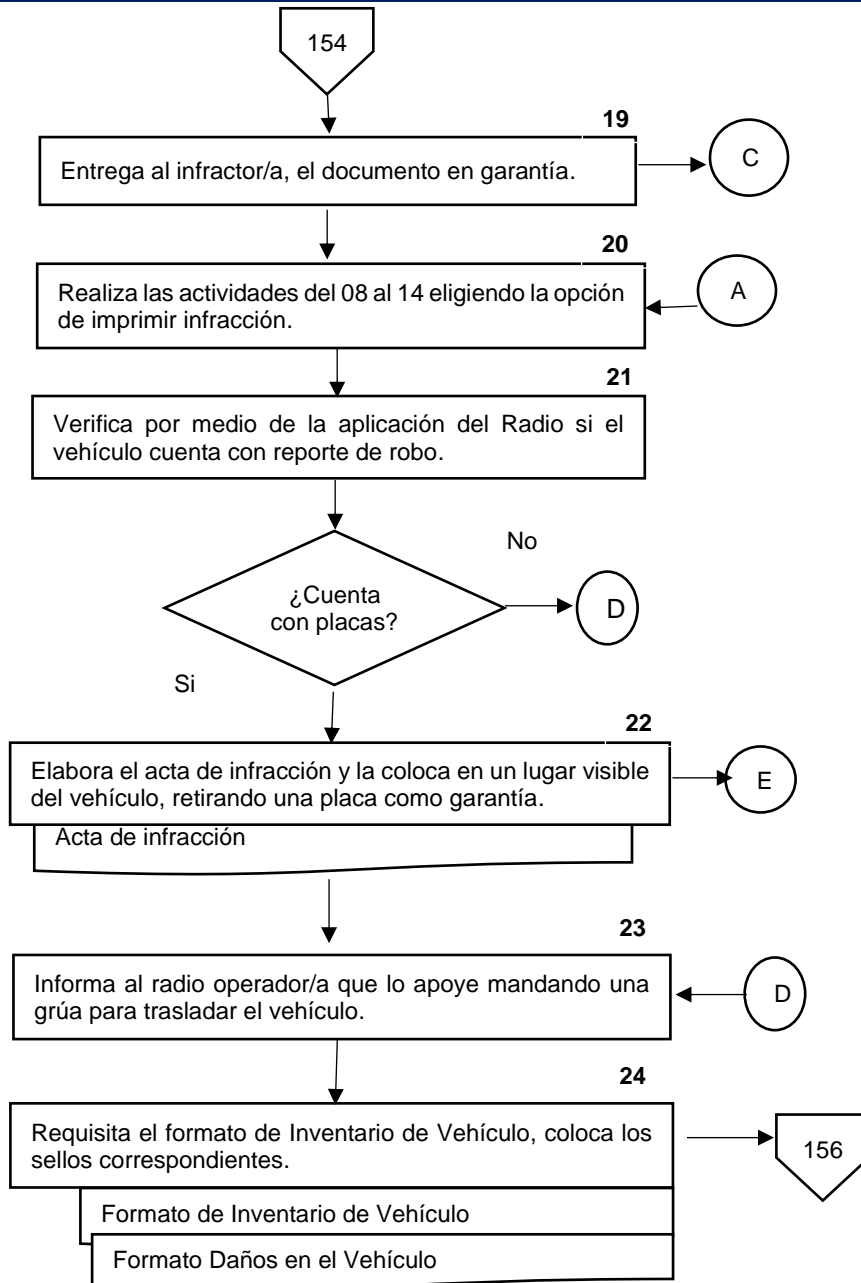 154
19
Entrega al infractor/a, el documento en garantía.
C
20
Realiza las actividades del 08 al 14 eligiendo la opción
de imprimir infracción.
A
21
Verifica por medio de la aplicación del Radio si el
vehículo cuenta con reporte de robo.
No
¿Cuenta
con placas?
D
Si
22
Elabora el acta de infracción y la coloca en un lugar visible
del vehículo, retirando una placa como garantía.
E
Acta de infracción
23
Informa al radio operador/a que lo apoye mandando una
grúa para trasladar el vehículo.
D
24
Requisita el formato de Inventario de Vehículo, coloca los
sellos correspondientes.
156
Formato de Inventario de Vehículo
Formato Daños en el Vehículo